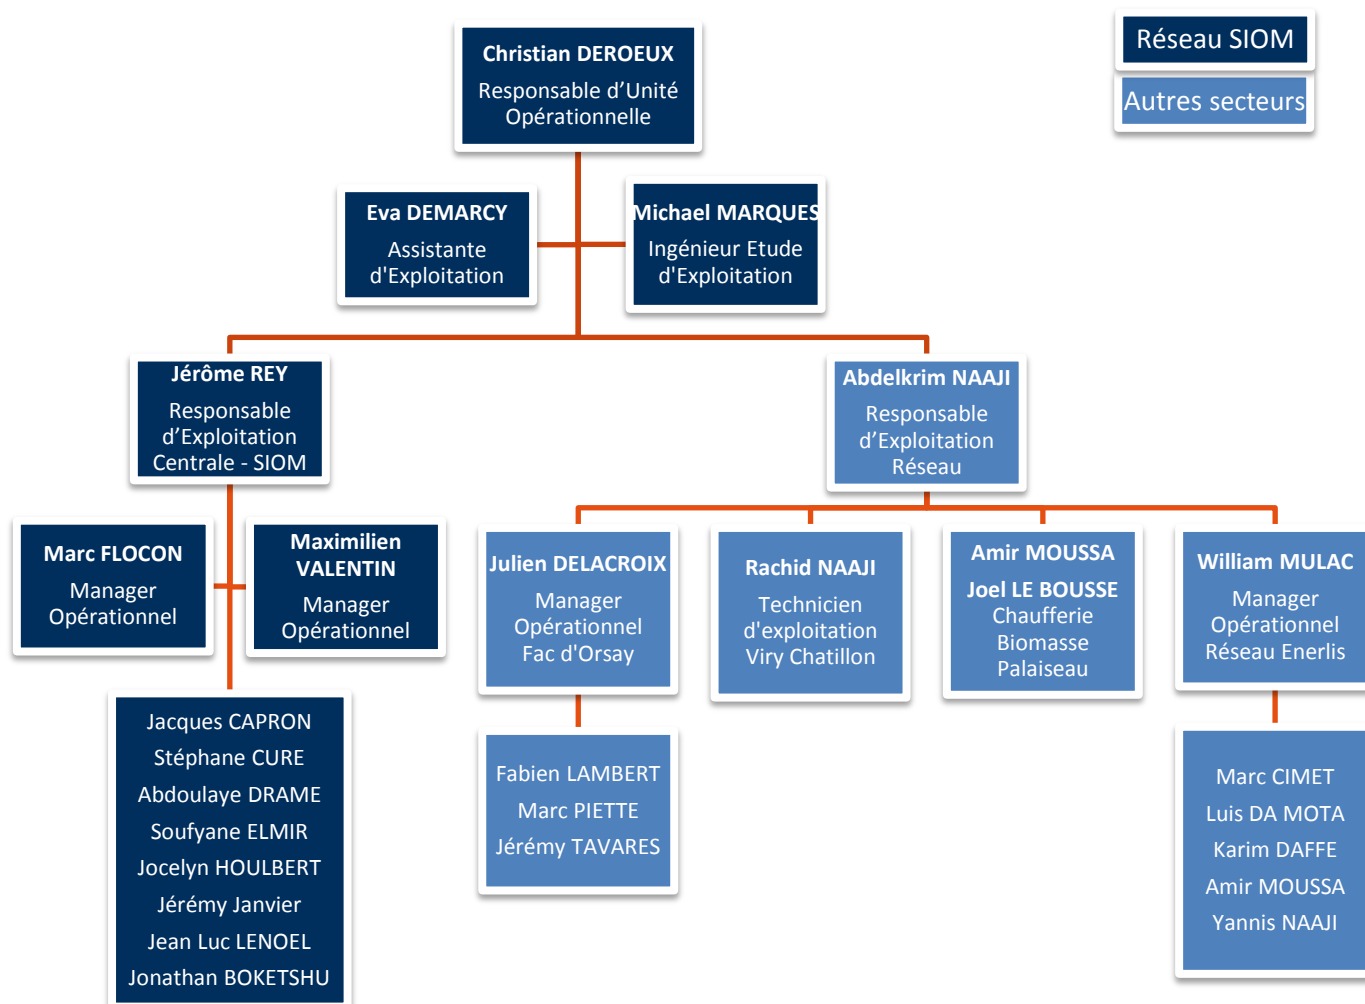 Christian DEROEUX
Responsable d’Unité
Opérationnelle
Réseau SIOM
Autres secteurs
Eva DEMARCY
Assistante
d'Exploitation
Michael MARQUES
Ingénieur Etude
d'Exploitation
Jérôme REY
Responsable
d’Exploitation
Centrale - SIOM
Abdelkrim NAAJI
Responsable
d’Exploitation
Réseau
Marc FLOCON
Manager
Opérationnel
Maximilien
VALENTIN
Manager
Opérationnel
Julien DELACROIX
Manager
Opérationnel
Fac d'Orsay
Rachid NAAJI
Technicien
d'exploitation
Viry Chatillon
Amir MOUSSA
Joel LE BOUSSE
Chaufferie
Biomasse
Palaiseau
William MULAC
Manager
Opérationnel
Réseau Enerlis
Jacques CAPRON
Stéphane CURE
Abdoulaye DRAME
Soufyane ELMIR
Jocelyn HOULBERT
Jérémy Janvier
Jean Luc LENOEL
Jonathan BOKETSHU
Fabien LAMBERT
Marc PIETTE
Jérémy TAVARES
Marc CIMET
Luis DA MOTA
Karim DAFFE
Amir MOUSSA
Yannis NAAJI